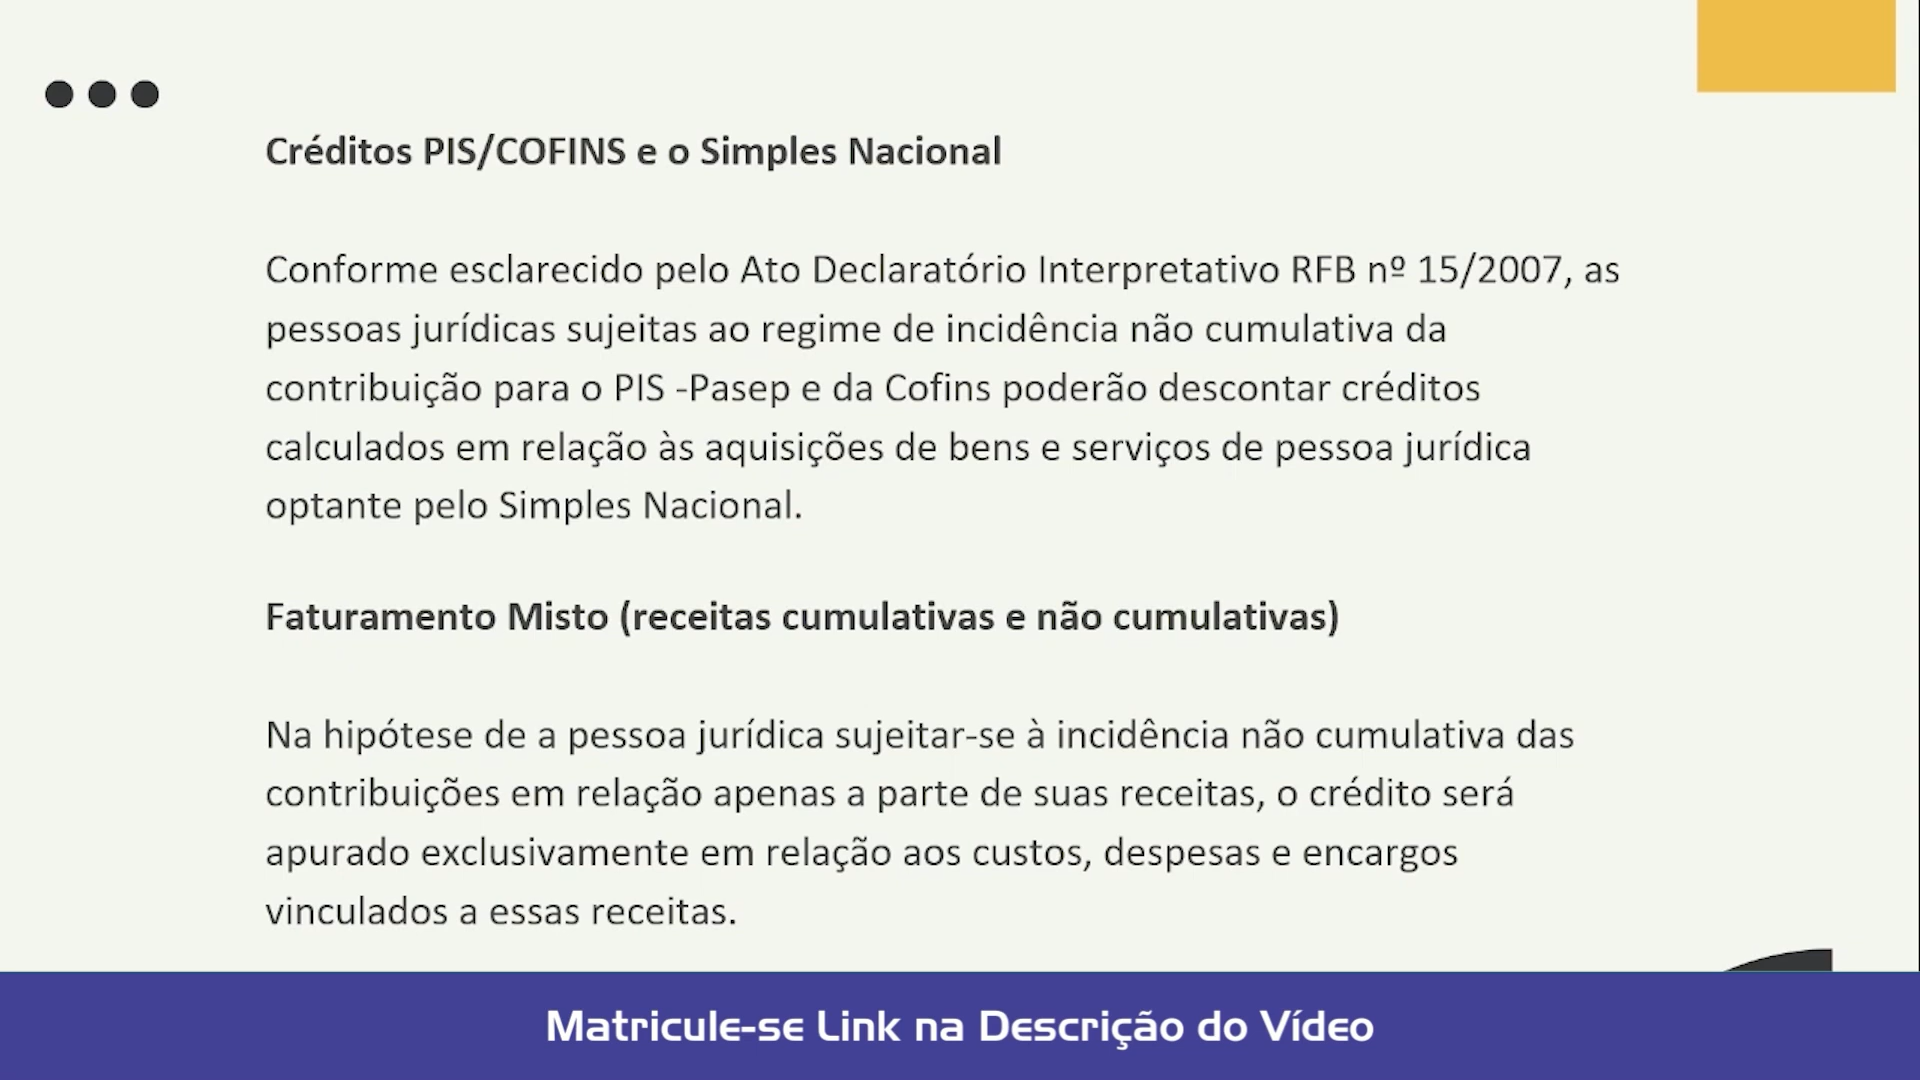 Créditos PIS/COFINS e o Simples Nacional
Conforme esclarecido pelo Ato Declaratório Interpretativo RFB nº 15/2007, as
pessoas jurídicas sujeitas ao regime de incidência não cumulativa da
contribuição para o PIS -Pasep e da Cofins poderão descontar créditos
calculados em relação às aquisições de bens e serviços de pessoa jurídica
optante pelo Simples Nacional.
Faturamento Misto (receitas cumulativas e não cumulativas)
Na hipótese de a pessoa jurídica sujeitar-se à incidência não cumulativa das
contribuições em relação apenas a parte de suas receitas, o crédito será
apurado exclusivamente em relação aos custos, despesas e encargos
vinculados a essas receitas.
Matricule-se Link na Descrição do Vídeo